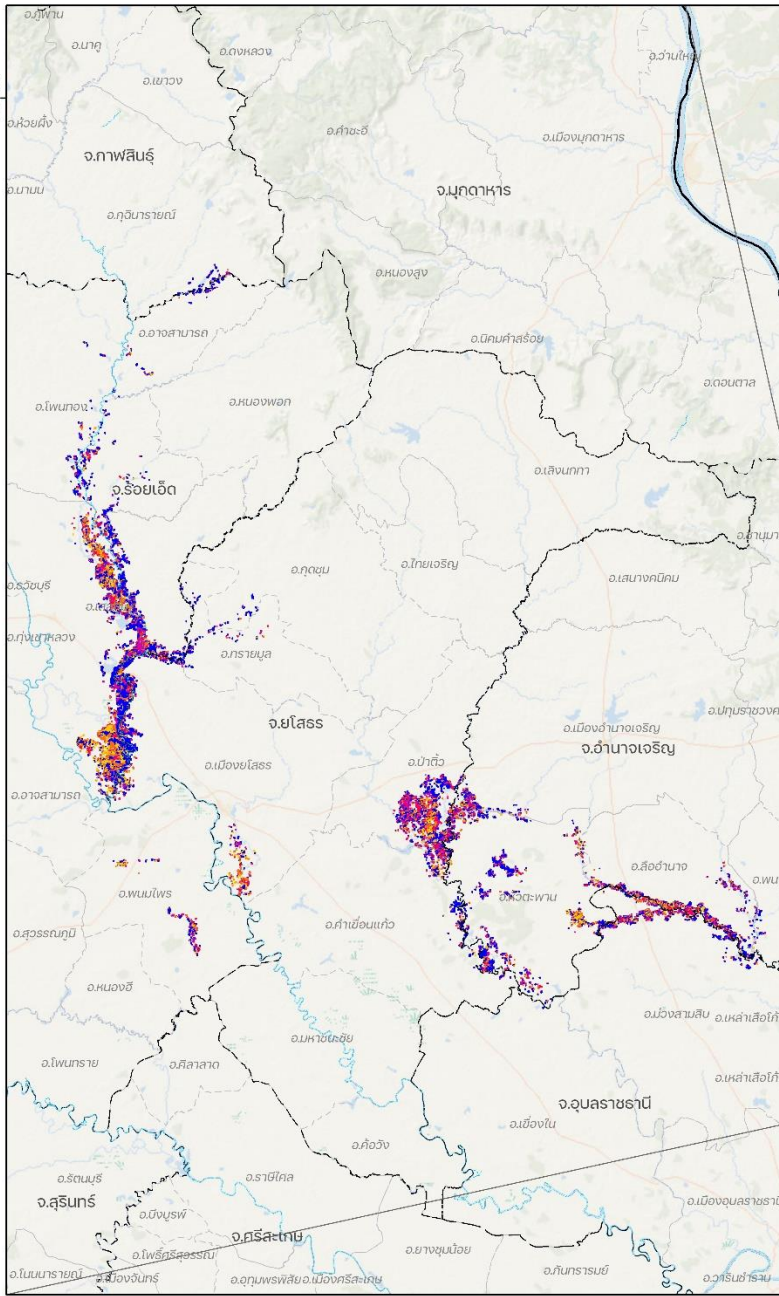 อ.ภูพาน
อ.นาคู
อ.ดงหลวง
อ.ว่านใหญ่
อ.เขาวง
อ.ห้วยผึ้ง
อ.คำชะอี
อ.เมืองมุกดาหาร
จ.กาฬสินธุ์
จ.มุกดาหาร
อ.นามน
อ.กุฉินารายณ์
อ.หนองสูง
อ.อาจสามารถ
อ.นิคมคำสร้อย
อ.ดอนตาล
อ.โพนทอง
อ.หนองพอก
อ.เลิงนกทา
จ.ร้อยเอ็ด
อ.ชานุมาน
อ.กุดชุม
อ.ไทยเจริญ
อ.เสนางคนิคม
อ.ธวัชบุรี
อ.ทุ่งเขาหลวง
อ.ทรายมูล
อ.ปทุมราชวงศ
จ.ยโสธร
อ.เมืองอำนาจเจริญ
จ.อำนาจเจริญ
อ.เมืองยโสธร
อ.ป่าติ้ว
อ.อาจสามารถ
อ.ลืออำนาจ
อ.พน
อ.พนมไพร
อ.หัวตะพาน
อ.สุวรรณภูมิ
อ.คำเขื่อนแก้ว
อ.หนองฮี
อ.ม่วงสามสิบ อ.เหล่าเสือโก้
อ.มหาชนะชัย
อ.โพนทราย
อ.ศิลาลาด
อ.เหล่าเสือโก้
จ.อุบลราชธานี
อ.เขื่องใน
อ.ค้อวัง
อ.รัตนบุรี
อ.ราษีไศล
จ.สุรินทร์
อ.เมืองอุบลราชธานี
อ.บึงบูรพ์
จ.ศรีสะเกษ
อ.โพธิ์ศรีสุวรรณ
อ.ยางชุมน้อย
อ.โนนนารายณ์
อ.เมืองจันทร์
อ.อุทุมพรพิสัย
อ.เมืองศรีสะเกษ
อ.กันทรารมย์
อ.วารินชำราบ